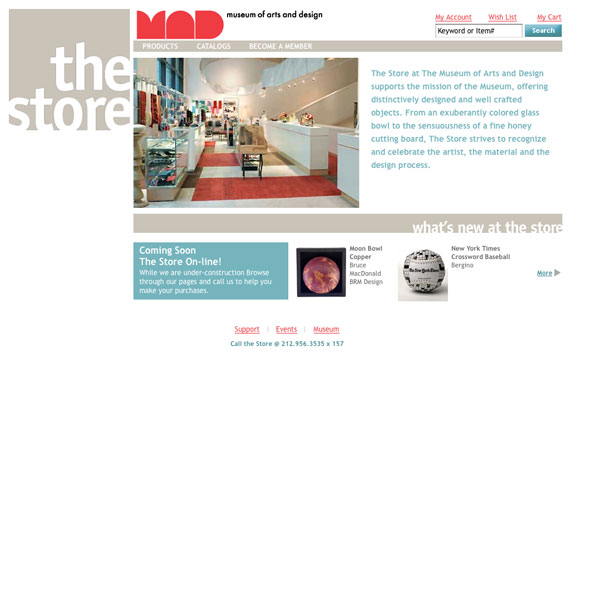 the
store
MAD museum of arts and design
My Account Wish List My Cart
Keyword or Item# Search
PRODUCTS CATALOGS BECOME A MEMBER
The Store at The Museum of Arts and Design
supports the mission of the Museum, offering
distinctively designed and well crafted
objects. From an exuberantly colored glass
bowl to the sensuousness of a fine honey
cutting board, The Store strives to recognize
and celebrate the artist, the material and the
design process.
what's new at the store
Coming Soon
The Store On-line!
While we are under-construction Browse
through our pages and call us to help you
make your purchases.
Moon Bowl
Copper
Bruce
MacDonald
BRM Design
The New York Times
New York Times
Crossword Baseball
Bergino
More
Support | Events | Museum
Call the Store @ 212.956.3535 x 157